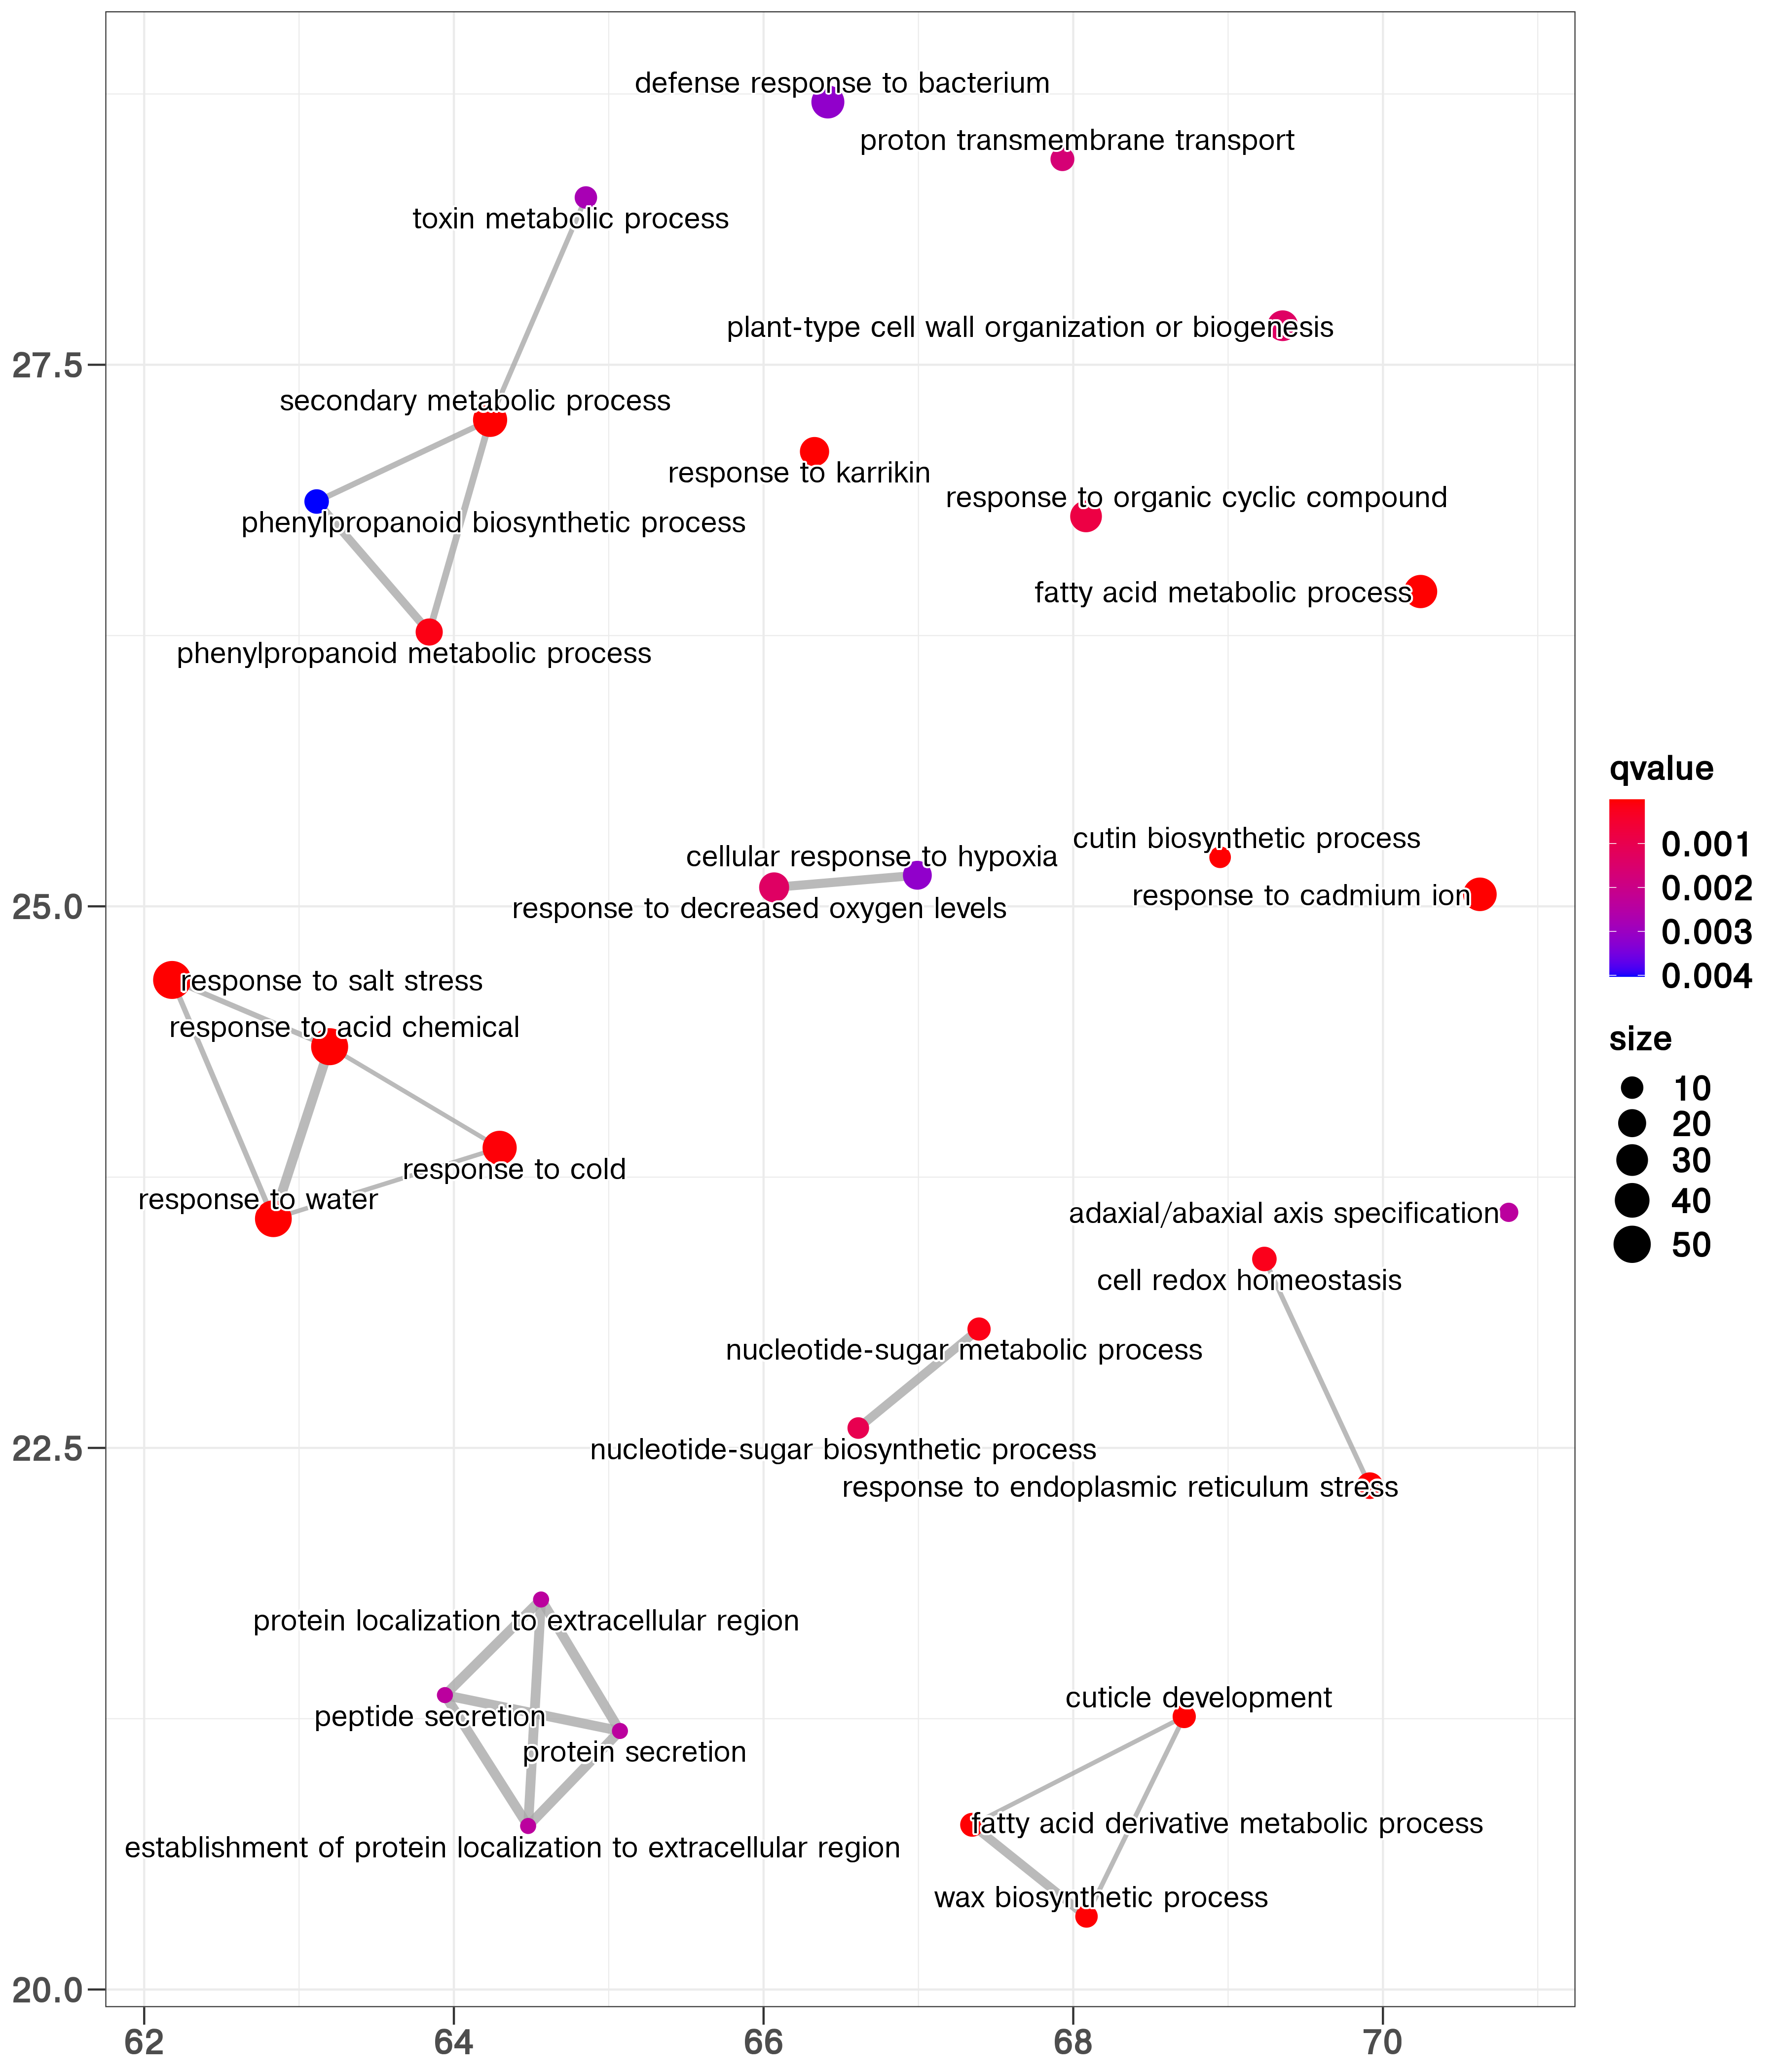 defense response to bacterium
proton transmembrane transport
toxin metabolic process
plant-type cell wall organization or biogenesis
27.5
secondary metabolic process
response to karrikin
response to organic cyclic compound
phenylpropanoid biosynthetic process
fatty acid metabolic process
phenylpropanoid metabolic process
qvalue
0.001
0.002
0.003
0.004
cutin biosynthetic process
cellular response to hypoxia
response to cadmium ion
response to decreased oxygen levels
25.0
response to salt stress
response to acid chemical
size
10
20
30
40
50
response to cold
response to water
adaxial/abaxial axis specification
cell redox homeostasis
nucleotide-sugar metabolic process
nucleotide-sugar biosynthetic process
22.5
response to endoplasmic reticulum stress
protein localization to extracellular region
cuticle development
peptide secretion
protein secretion
fatty acid derivative metabolic process
establishment of protein localization to extracellular region
wax biosynthetic process
20.0
62 64 66 68 70